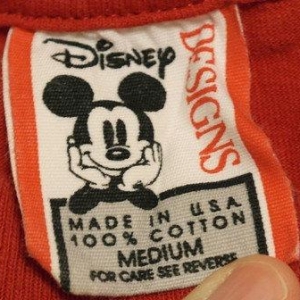 Disney
DESIGNS
MADE IN U.S.A.
100% COTTON
MEDIUM
FOR CARE SEE REVERSE